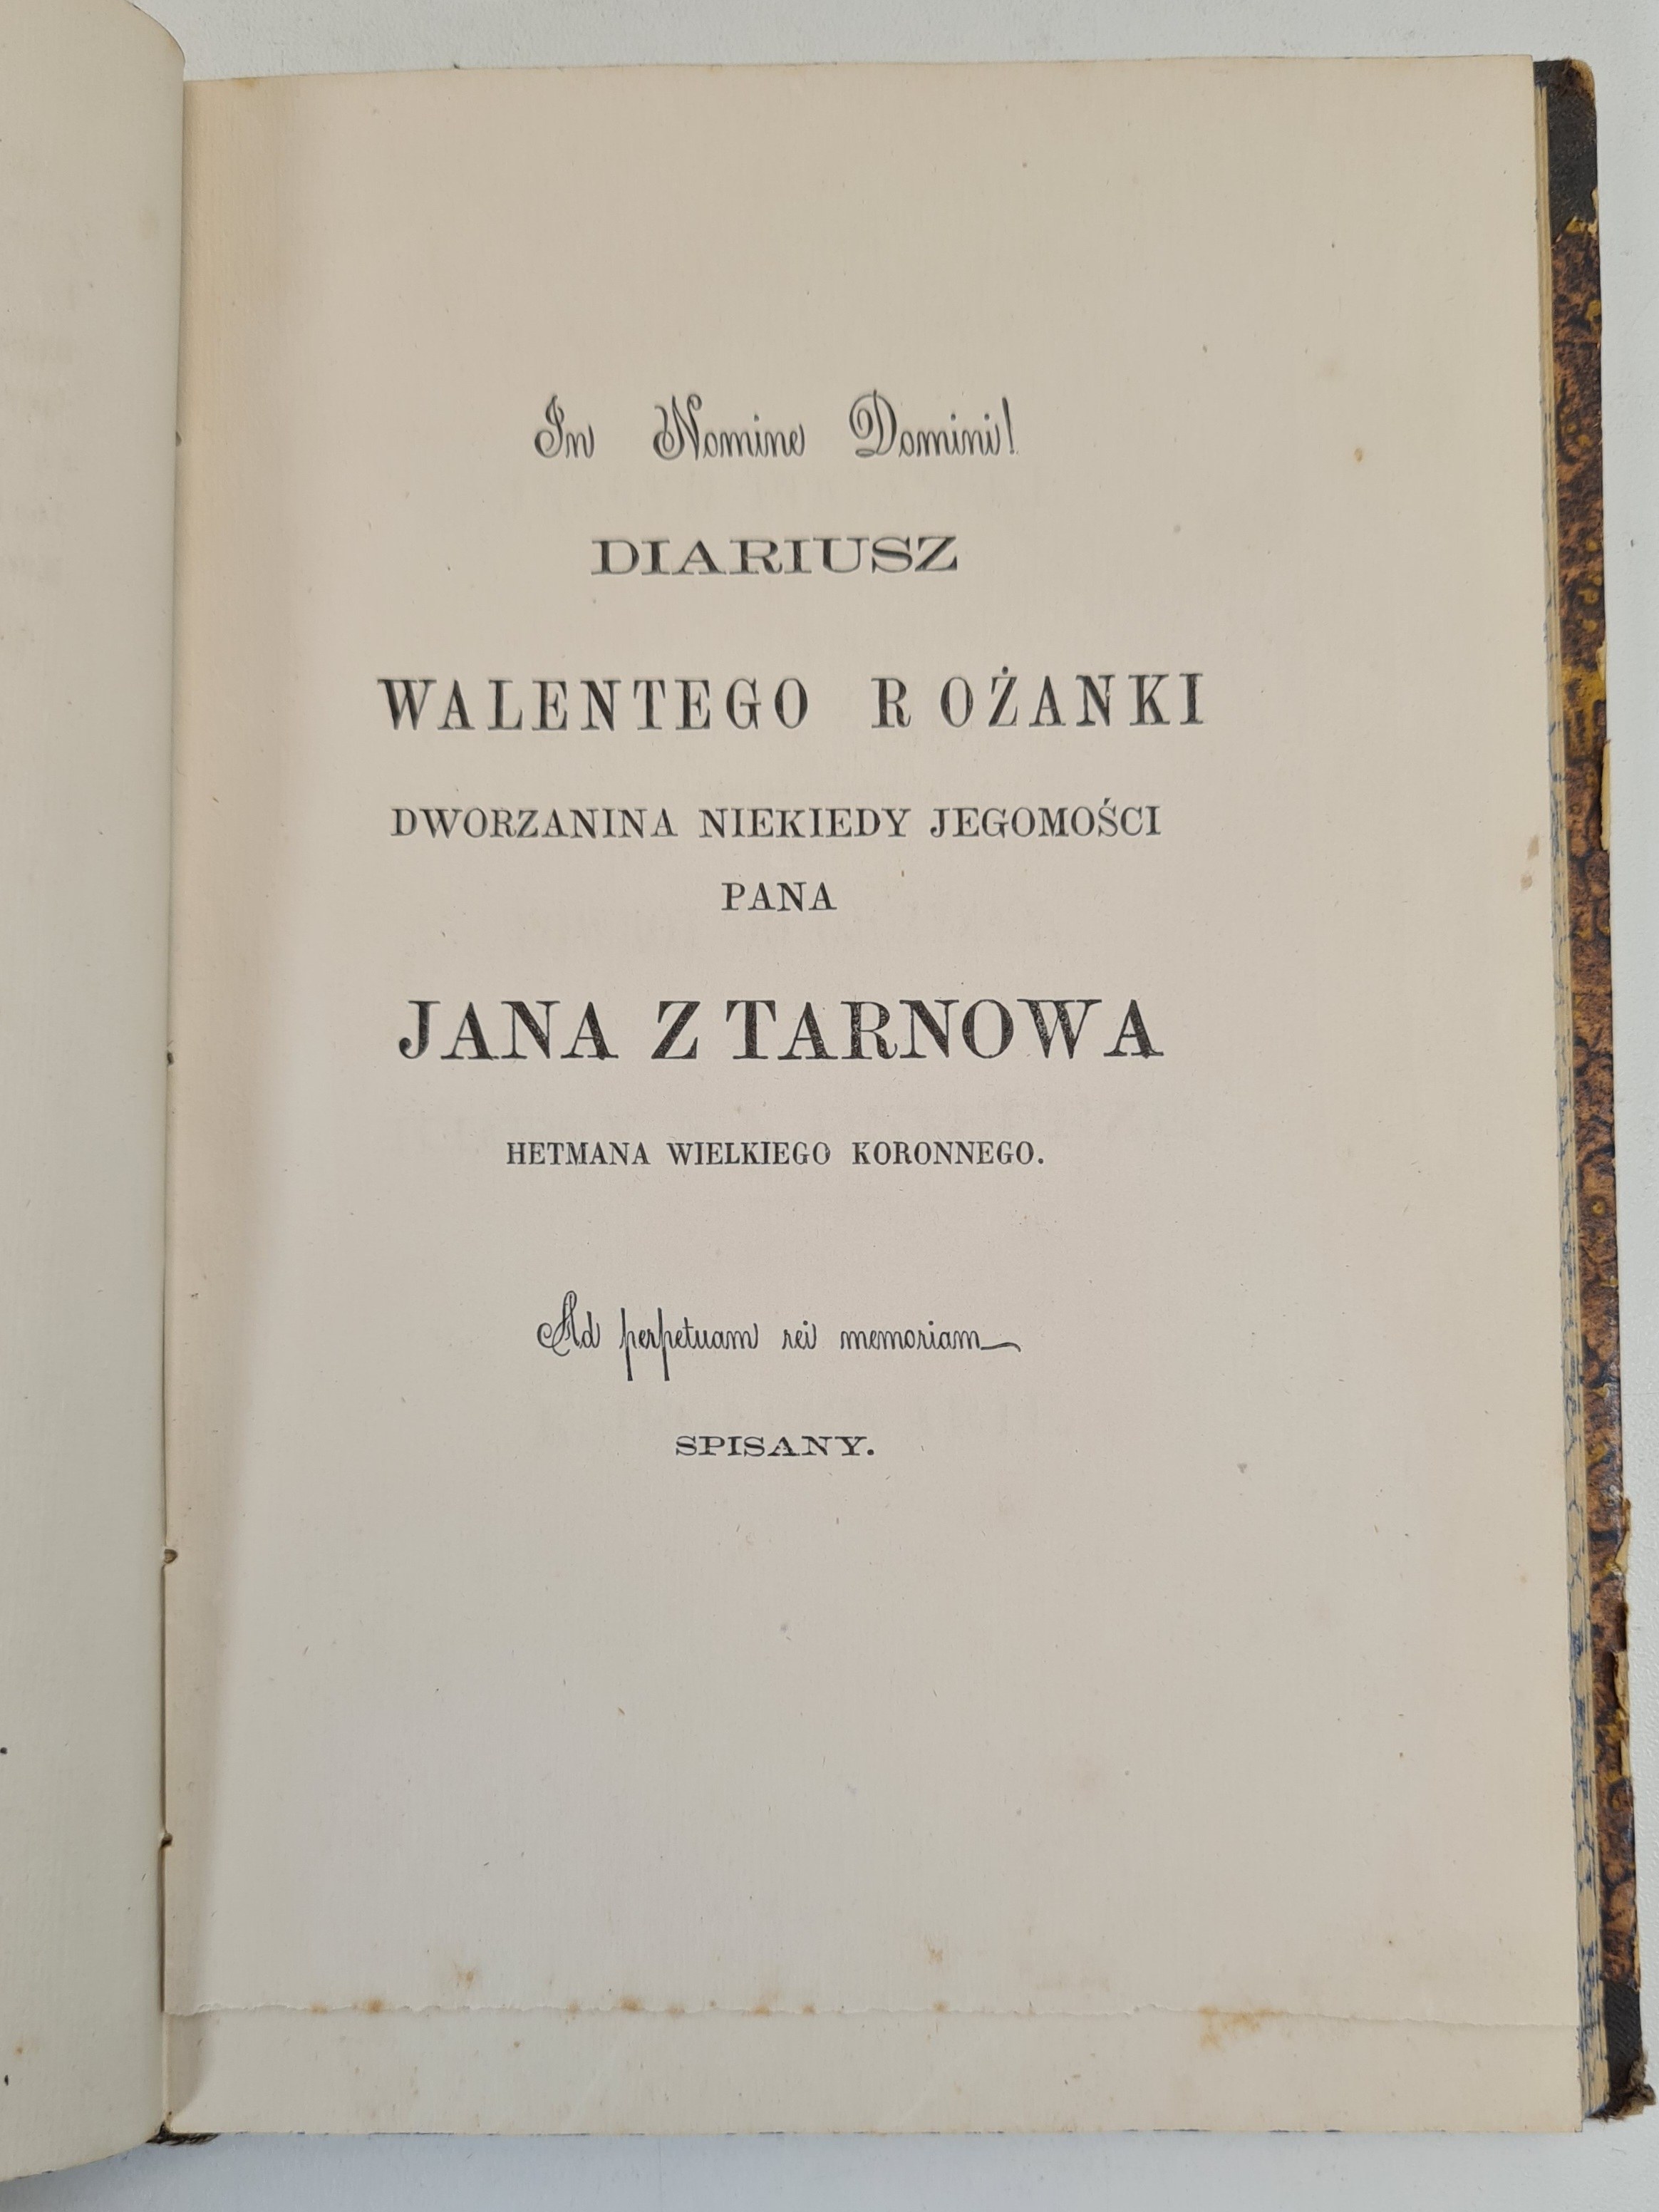 In Nomine Domini!
DIARIUSZ
WALENTEGO ROŻANKI
DWORZANINA NIEKIEDY JEGOMOŚCI
PANA
JANA Z TARNOWA
HETMANA WIELKIEGO KORONNEGO.
Ad perpetuam rei memoriam
SPISANY.